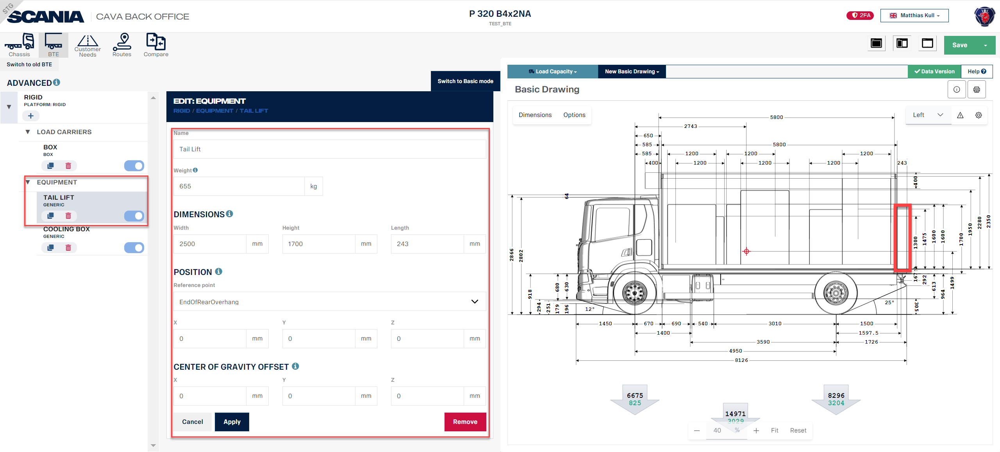 STG
SCANIA
CAVA BACK OFFICE
P 320 B4x2NA
TEST_BTE
2FA
Matthias Kull
Chassis
BTE
Customer Needs
Routes
Compare
Save
Switch to old BTE
ADVANCED
Switch to Basic mode
RIGID
PLATFORM: RIGID
+
LOAD CARRIERS
BOX
BOX
EQUIPMENT
TAIL LIFT
GENERIC
COOLING BOX
GENERIC
EDIT: EQUIPMENT
RIGID / EQUIPMENT / TAIL LIFT
Name
Tail Lift
Weight
655 kg
DIMENSIONS
Width Height Length
2500 mm 1700 mm 243 mm
POSITION
Reference point
EndOfRearOverhang
X Y Z
0 mm 0 mm 0 mm
CENTER OF GRAVITY OFFSET
X Y Z
0 mm 0 mm 0 mm
Cancel Apply Remove
Load Capacity
New Basic Drawing
Data Version
Help
Basic Drawing
Dimensions Options
Left
5800
2743
650
585 5800
585 1200 1200 1200
400 1200 1200 1200 243
400
64
2866
2802
918
294
251
680
179
630
196
1300
1475
292
1600
613
1600
964
1499
1700
1950
2280
2350
305
12°
25°
1450 670 690 540 3010 1500
1400 1597.5
3590 1726
4950
8126
6675
825
14971
3029
8296
3204
40 %
Fit Reset